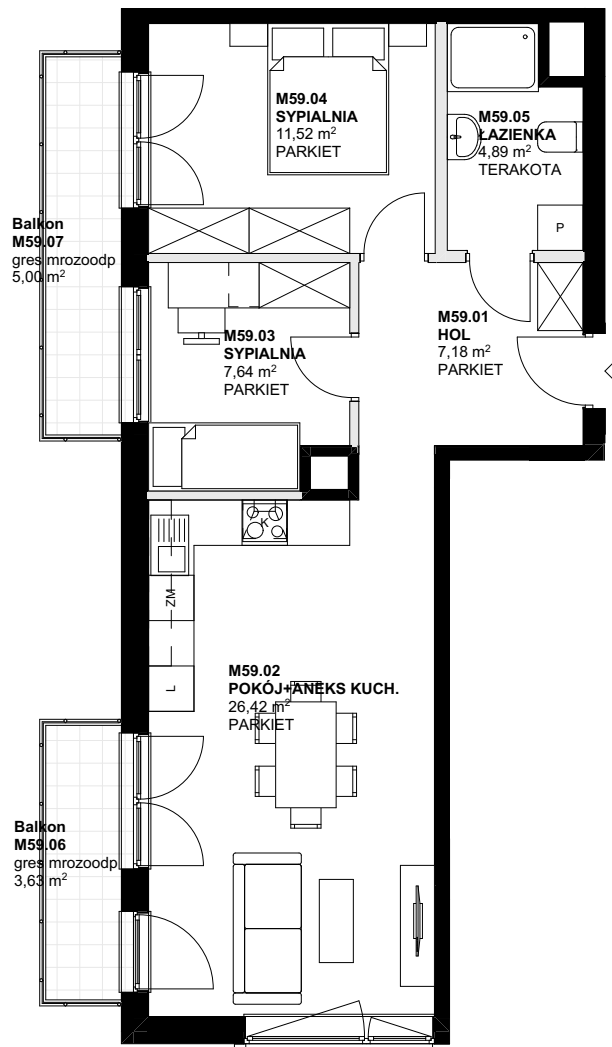 M59.04
SYPIALNIA
11,52 m²
PARKIET
M59.05
ŁAZIENKA
4,89 m²
TERAKOTA
P
Balkon
M59.07
gres mrozoodp
5,00 m²
M59.03
SYPIALNIA
7,64 m²
PARKIET
M59.01
HOL
7,18 m²
PARKIET
K
ZM
L
M59.02
POKÓJ+ANEKS KUCH.
26,42 m²
PARKIET
Balkon
M59.06
gres mrozoodp
3,63 m²